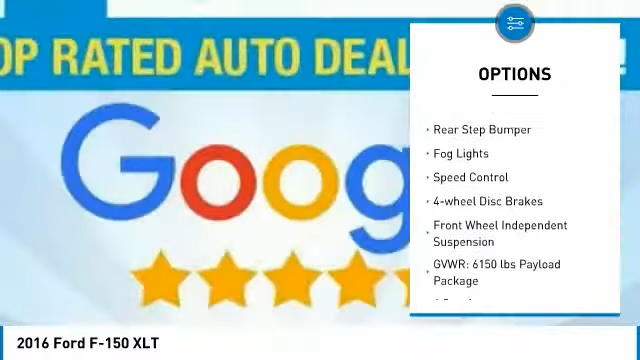 OP RATED AUTO DEAL
Goog
OPTIONS
Rear Step Bumper
Fog Lights
Speed Control
4-wheel Disc Brakes
Front Wheel Independent
Suspension
GVWR: 6150 lbs Payload
Package
2016 Ford F-150 XLT